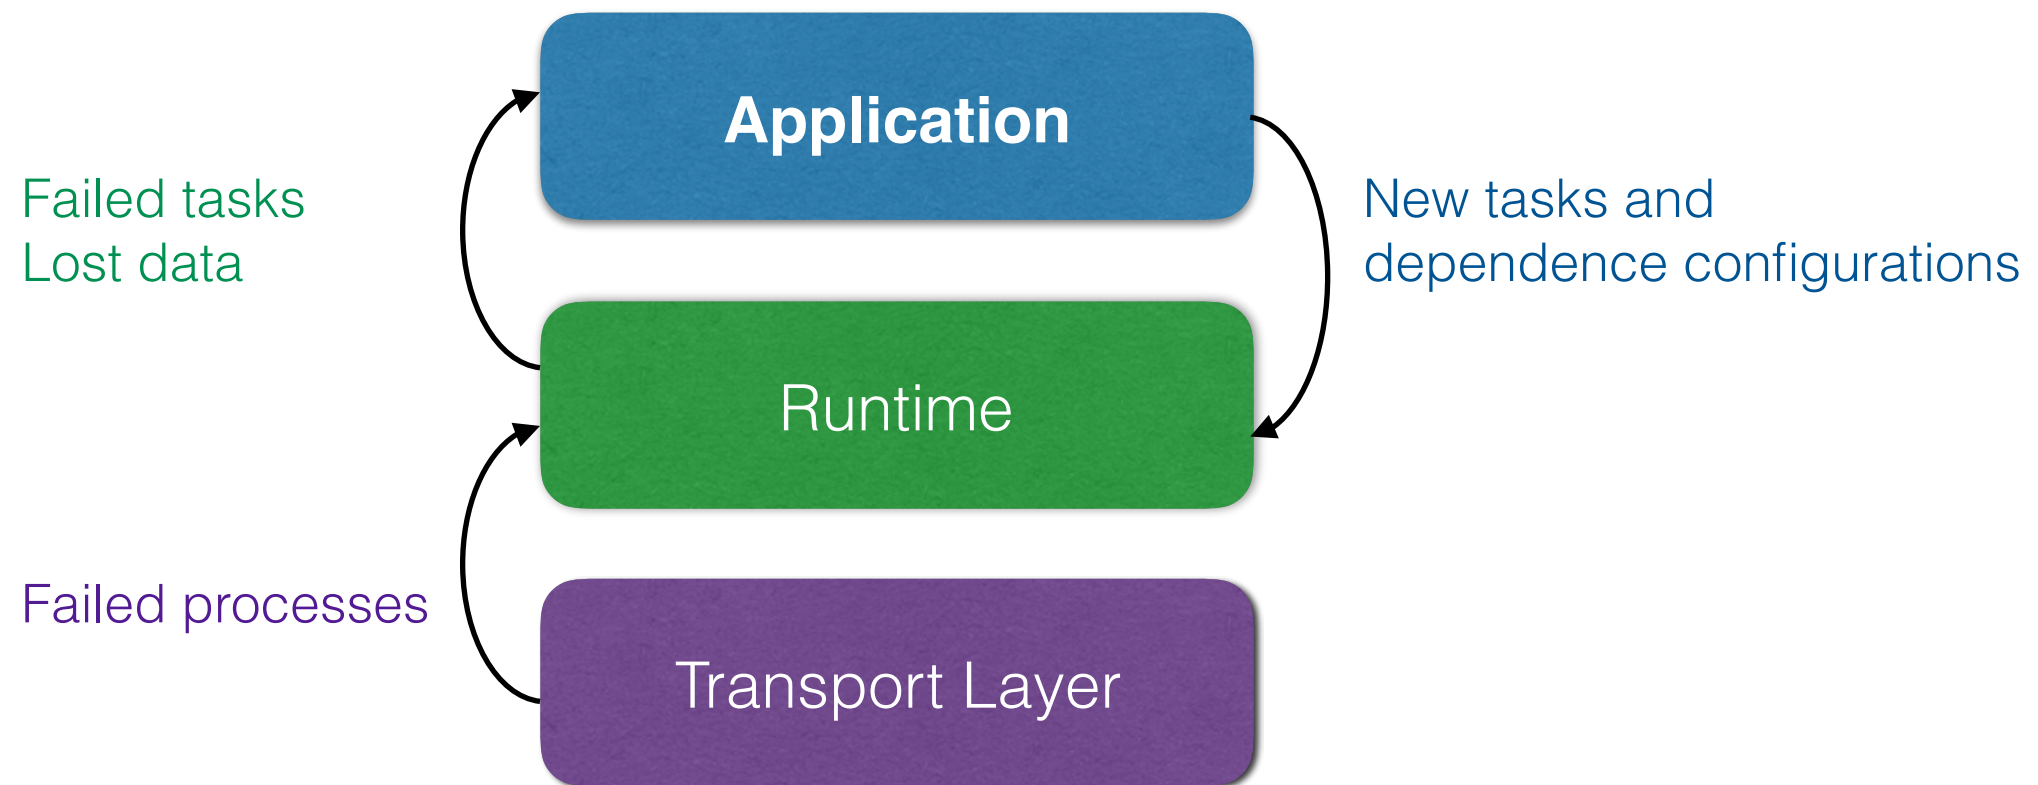 Application
Failed tasks
Lost data
New tasks and
dependence configurations
Runtime
Failed processes
Transport Layer